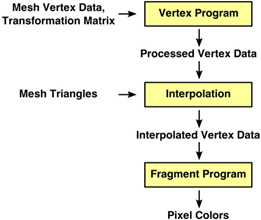 Mesh Vertex Data,
Transformation Matrix
Vertex Program
Processed Vertex Data
Mesh Triangles
Interpolation
Interpolated Vertex Data
Fragment Program
Pixel Colors